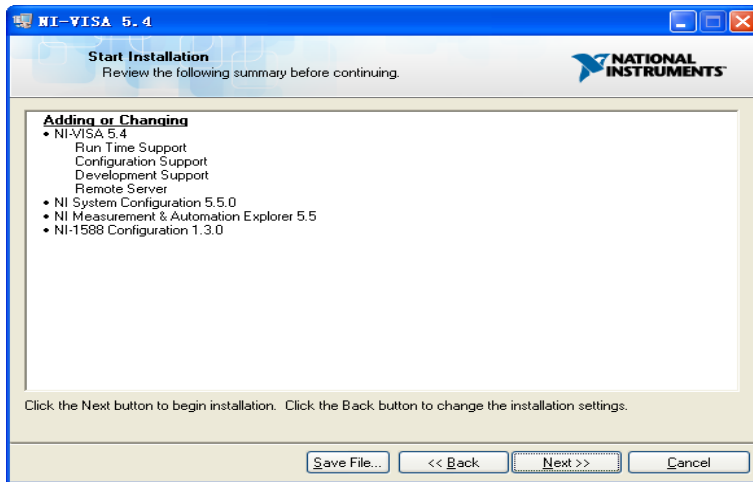 NI-VISA 5.4
Start Installation
Review the following summary before continuing.
NATIONAL
INSTRUMENTS™
Adding or Changing
• NI-VISA 5.4
Run Time Support
Configuration Support
Development Support
Remote Server
• NI System Configuration 5.5.0
• NI Measurement & Automation Explorer 5.5
• NI-1588 Configuration 1.3.0
Click the Next button to begin installation.  Click the Back button to change the installation settings.
Save File...
<< Back
Next >>
Cancel